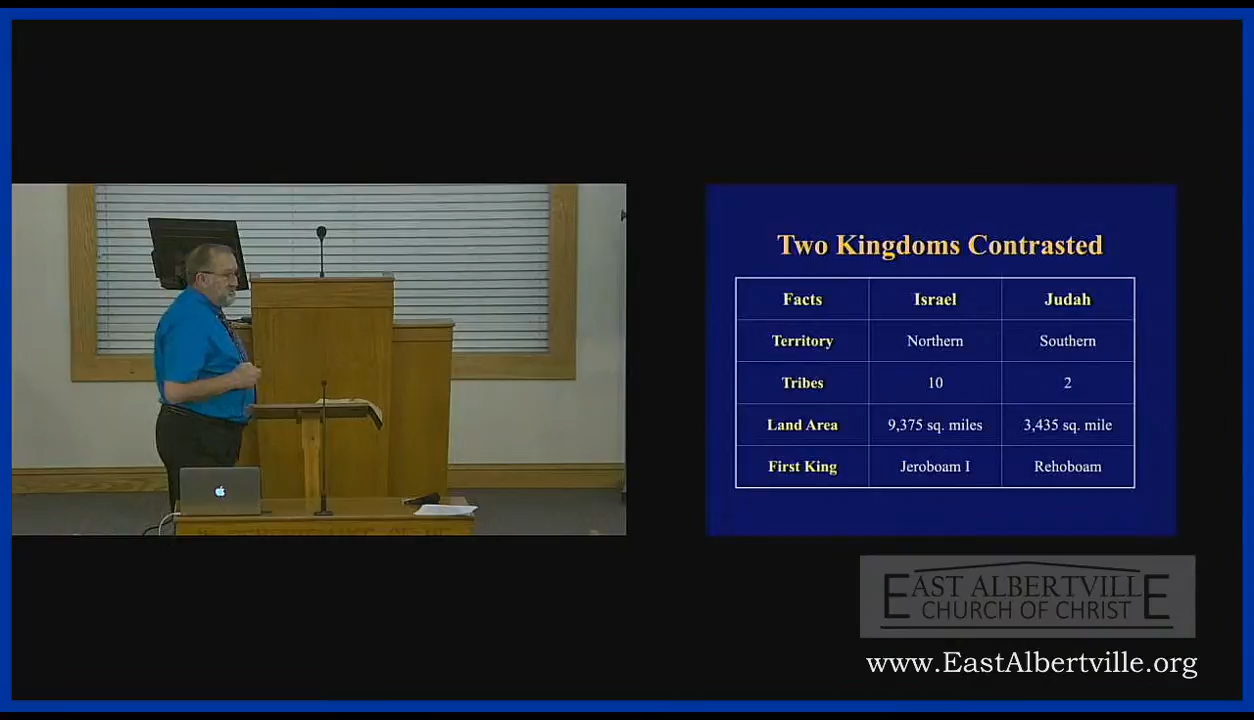 Two Kingdoms Contrasted
Facts Israel Judah
Territory Northern Southern
Tribes 10 2
Land Area 9,375 sq. miles 3,435 sq. mile
First King Jeroboam I Rehoboam
EAST ALBERTVILLE
CHURCH OF CHRIST
www.EastAlbertville.org